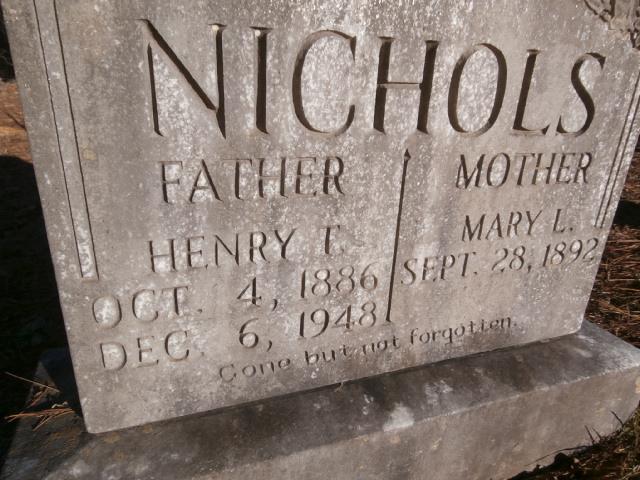 NICHOLS
FATHER
HENRY T.
OCT. 4, 1886
DEC. 6, 1948
MOTHER
MARY L.
SEPT. 28, 1892
Gone but not forgotten.